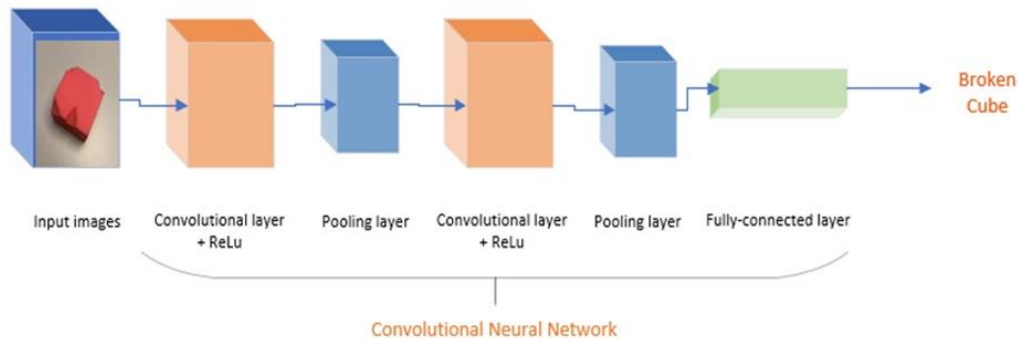 Broken
Cube
Input images
Convolutional layer
+ ReLu
Pooling layer
Convolutional layer
+ ReLu
Pooling layer
Fully-connected layer
Convolutional Neural Network